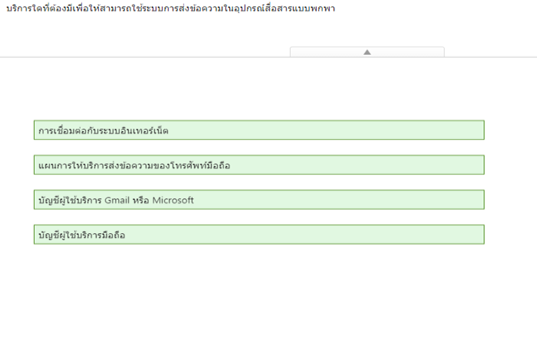 บริการใดที่ต้องมีเพื่อให้สามารถใช้ระบบการส่งข้อความในอุปกรณ์สื่อสารแบบพกพา
การเชื่อมต่อกับระบบอินเทอร์เน็ต
แผนการให้บริการส่งข้อความของโทรศัพท์มือถือ
บัญชีผู้ใช้บริการ Gmail หรือ Microsoft
บัญชีผู้ใช้บริการมือถือ